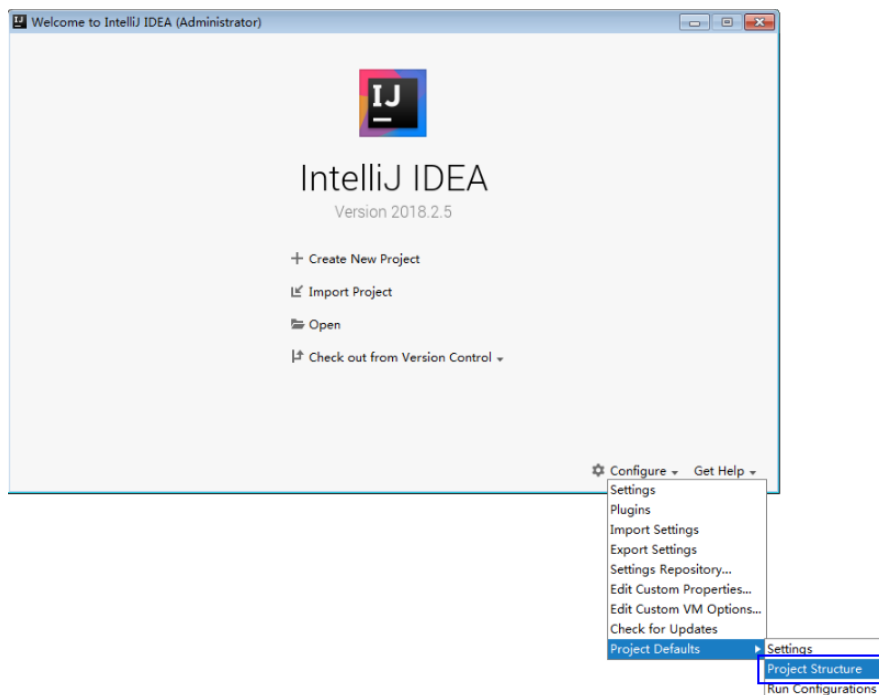 Welcome to IntelliJ IDEA (Administrator)
IJ
IntelliJ IDEA
Version 2018.2.5
Create New Project
Import Project
Open
Check out from Version Control
Configure Get Help
Settings
Plugins
Import Settings
Export Settings
Settings Repository...
Edit Custom Properties...
Edit Custom VM Options...
Check for Updates
Project Defaults Settings
Project Structure
Run Configurations